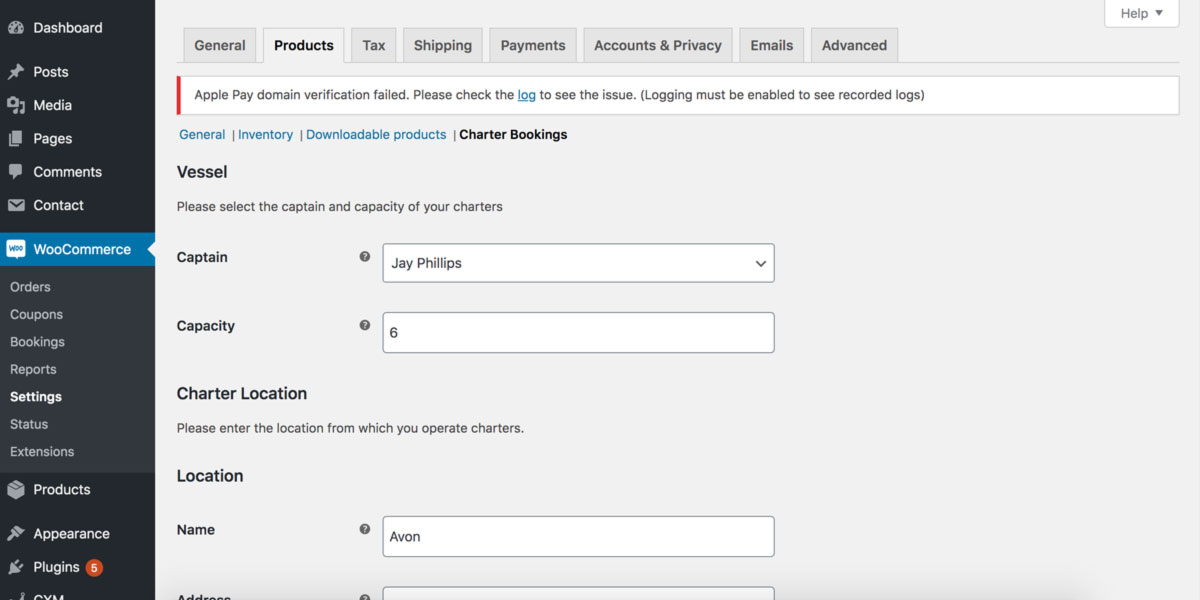 Help
Dashboard
Posts
Media
Pages
Comments
Contact
WOO WooCommerce
Orders
Coupons
Bookings
Reports
Settings
Status
Extensions
Products
Appearance
Plugins 5
GYM
General Products Tax Shipping Payments Accounts & Privacy Emails Advanced
Apple Pay domain verification failed. Please check the log to see the issue. (Logging must be enabled to see recorded logs)
General | Inventory | Downloadable products | Charter Bookings
Vessel
Please select the captain and capacity of your charters
Captain ? Jay Phillips
Capacity ? 6
Charter Location
Please enter the location from which you operate charters.
Location
Name ? Avon
Address ?